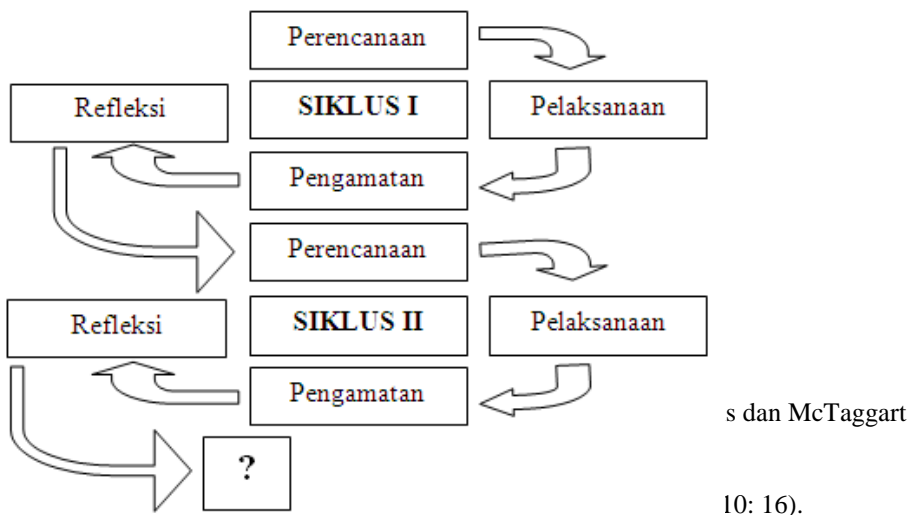 Perencanaan
Refleksi
SIKLUS I
Pelaksanaan
Pengamatan
Perencanaan
Refleksi
SIKLUS II
Pelaksanaan
Pengamatan
s dan McTaggart
?
10: 16).